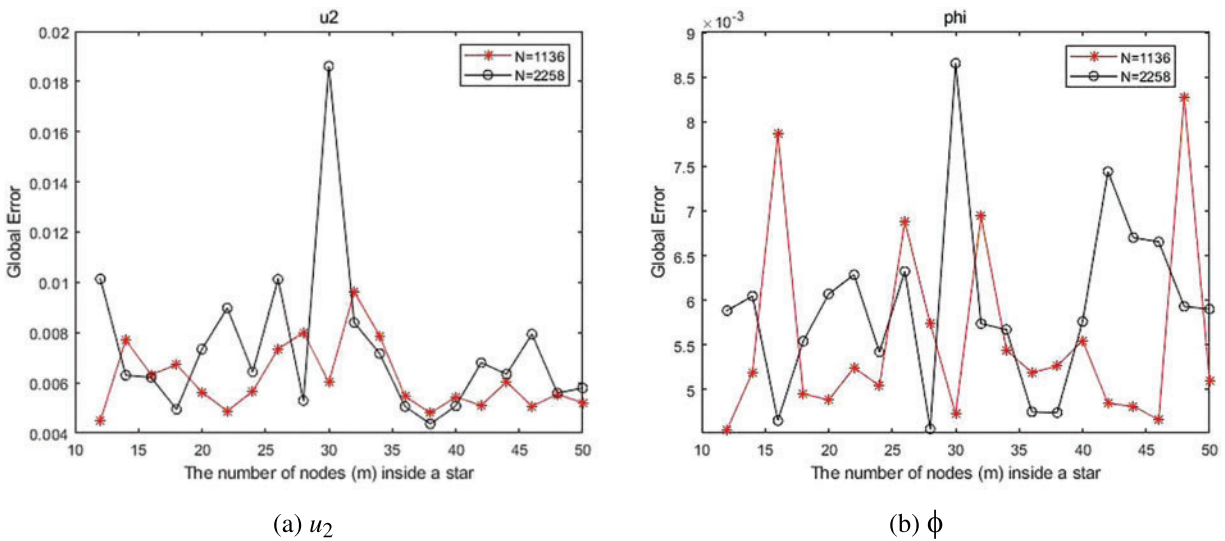 u2
0.02
0.018
0.016
0.014
0.012
0.01
0.008
0.006
0.004
Global Error
N=1136
N=2258
10 15 20 25 30 35 40 45 50
The number of nodes (m) inside a star
(a) u₂
phi
×10⁻³
9
8.5
8
7.5
7
6.5
6
5.5
5
Global Error
N=1136
N=2258
10 15 20 25 30 35 40 45 50
The number of nodes (m) inside a star
(b) ϕ